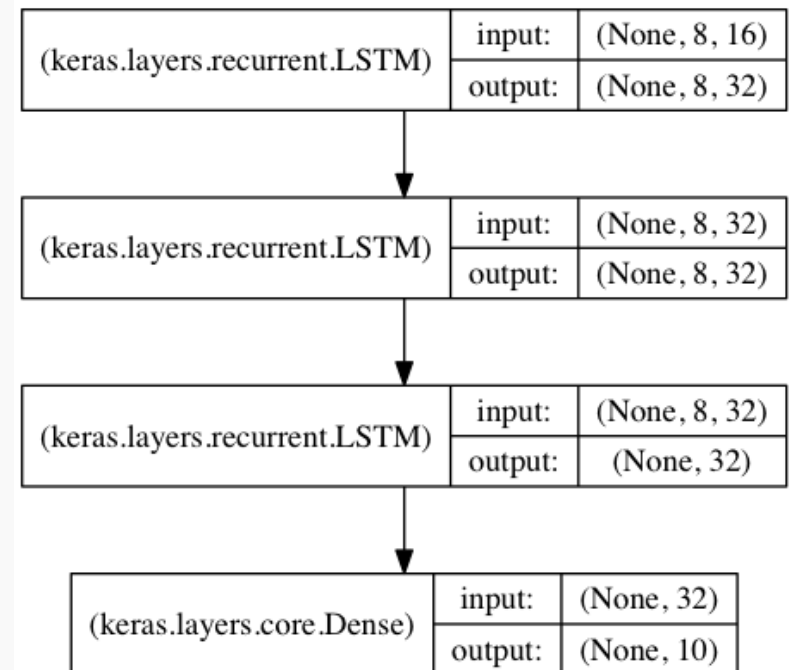 (keras.layers.recurrent.LSTM) input: (None, 8, 16)
output: (None, 8, 32)
(keras.layers.recurrent.LSTM) input: (None, 8, 32)
output: (None, 8, 32)
(keras.layers.recurrent.LSTM) input: (None, 8, 32)
output: (None, 32)
(keras.layers.core.Dense) input: (None, 32)
output: (None, 10)